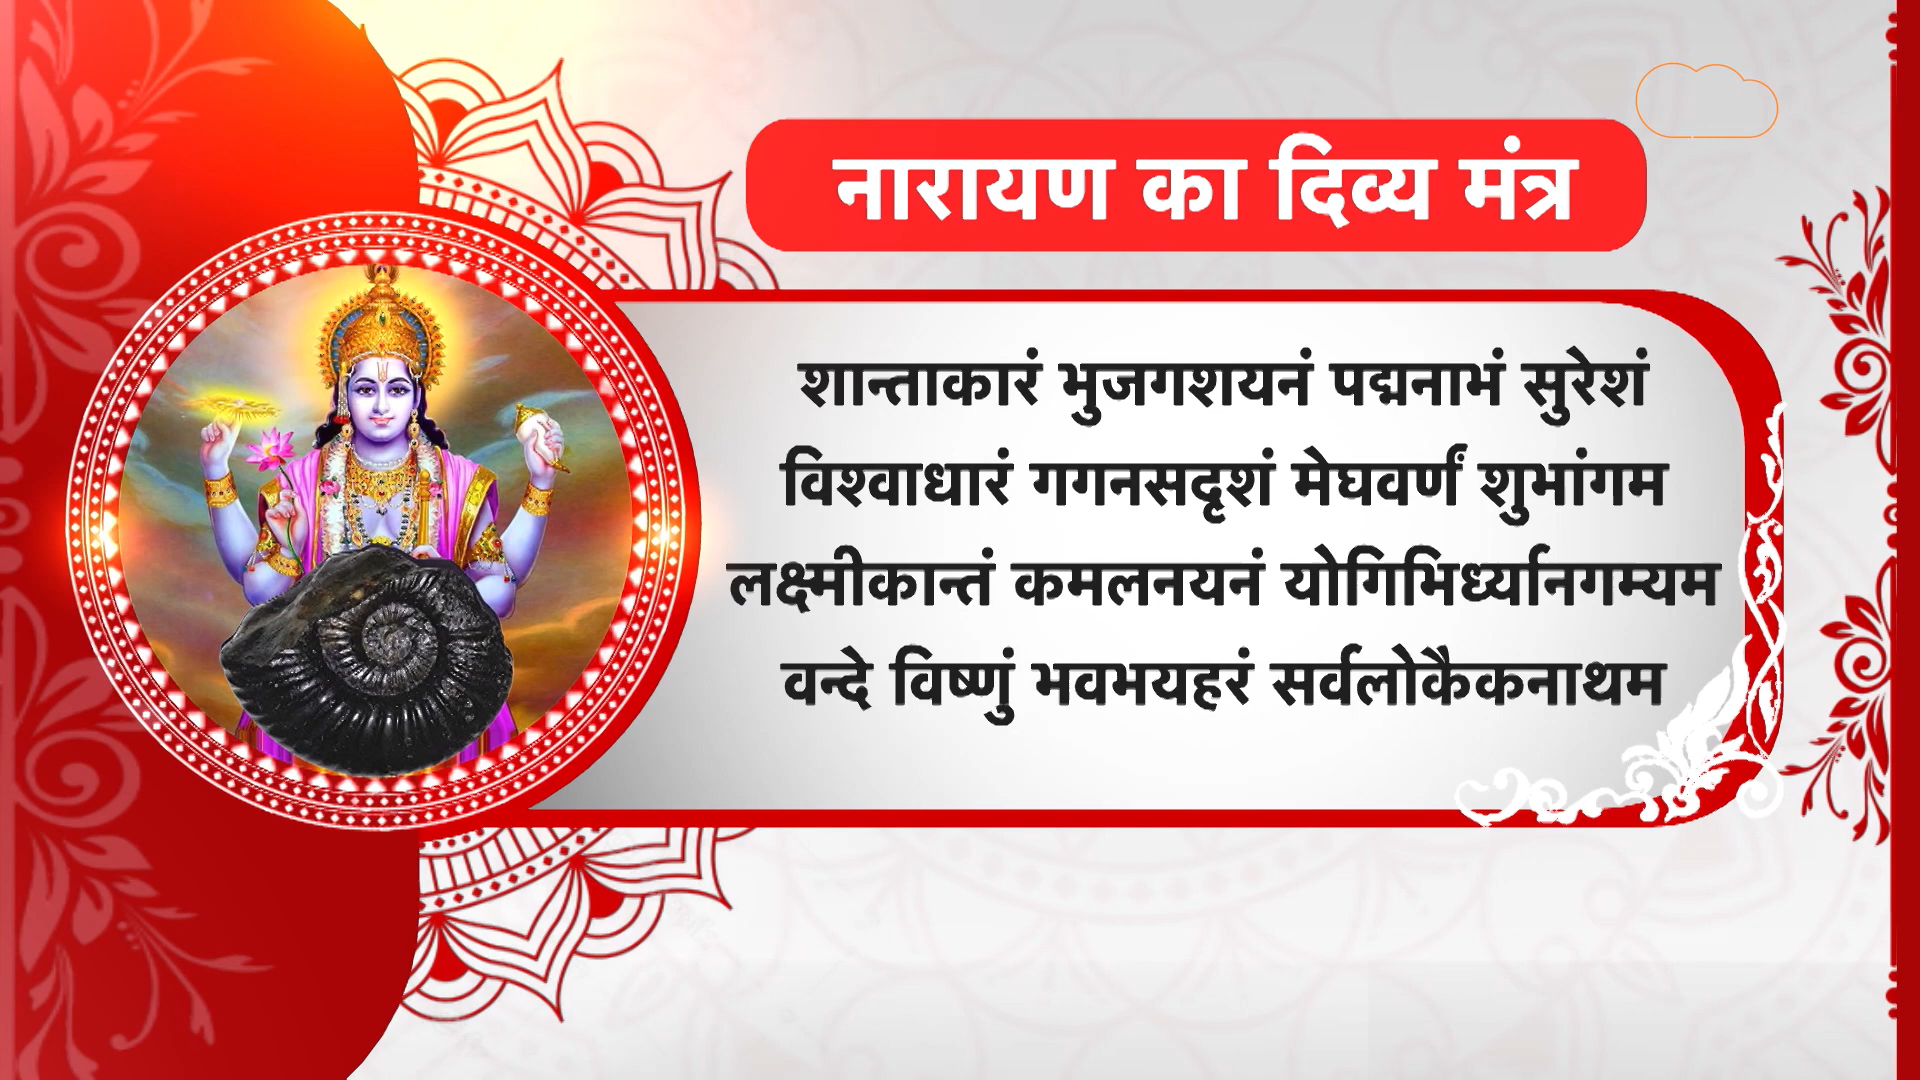 नारायण का दिव्य मंत्र
शान्ताकारं भुजगशयनं पद्मनाभं सुरेशं
विश्वाधारं गगनसदृशं मेघवर्णं शुभांगम
लक्ष्मीकान्तं कमलनयनं योगिभिर्ध्यानगम्यम
वन्दे विष्णुं भवभयहरं सर्वलोकैकनाथम